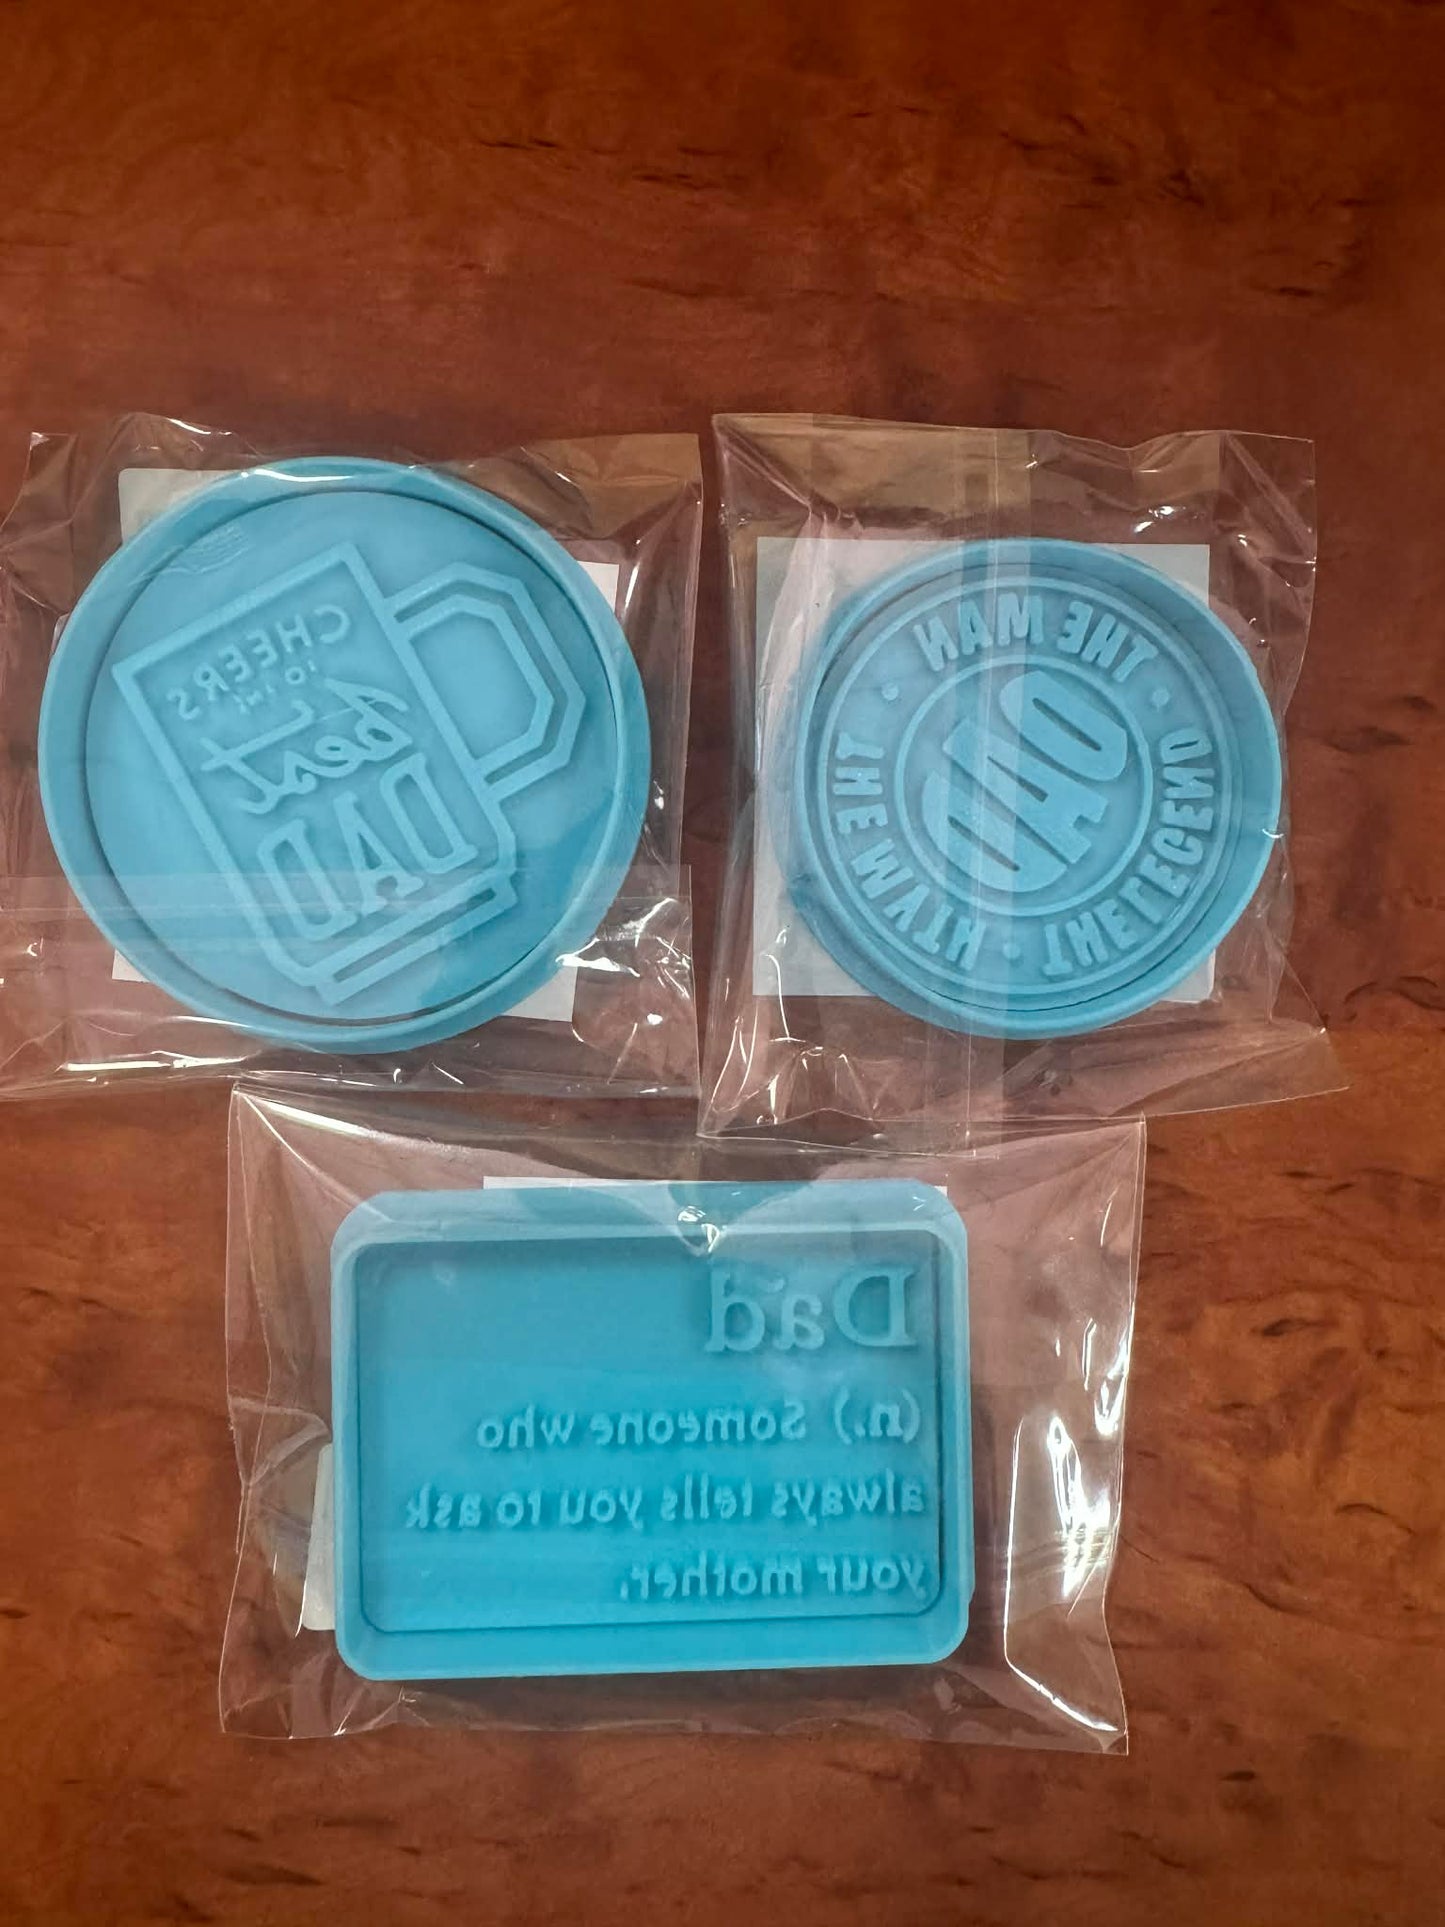 CHEERS
TO THE
best
DAD
THE MAN
THE MYTH
THE LEGEND
DAD
Dad
(n.) Someone who
always tells you to ask
your mother.